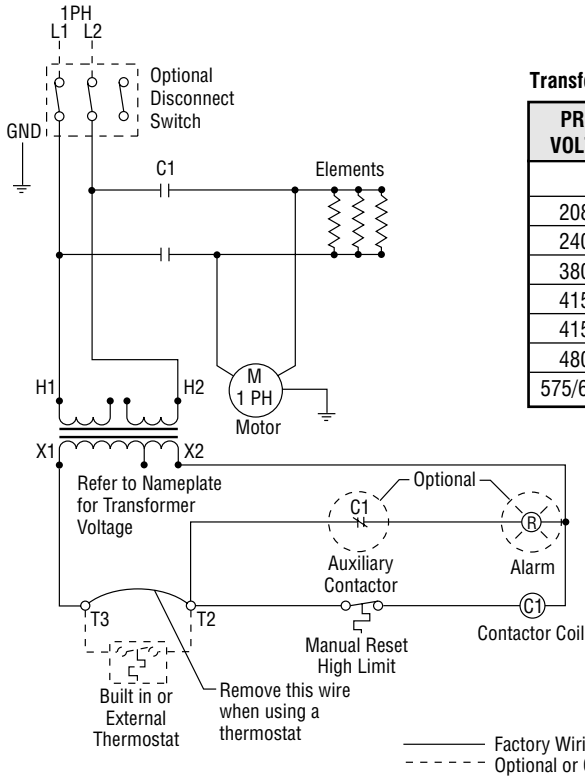 1PH
L1 L2
Optional
Disconnect
Switch
GND
C1
Elements
M
1 PH
Motor
H1
H2
X1
X2
Refer to Nameplate
for Transformer
Voltage
Optional
C1
R
Auxiliary
Contactor
Alarm
T3
T2
C1
Contactor Coil
Manual Reset
High Limit
Built in or
External
Thermostat
Remove this wire
when using a
thermostat
Factory Wiri
Optional or
Transfo
PR
VOL
208
240
380
415
415
480
575/6